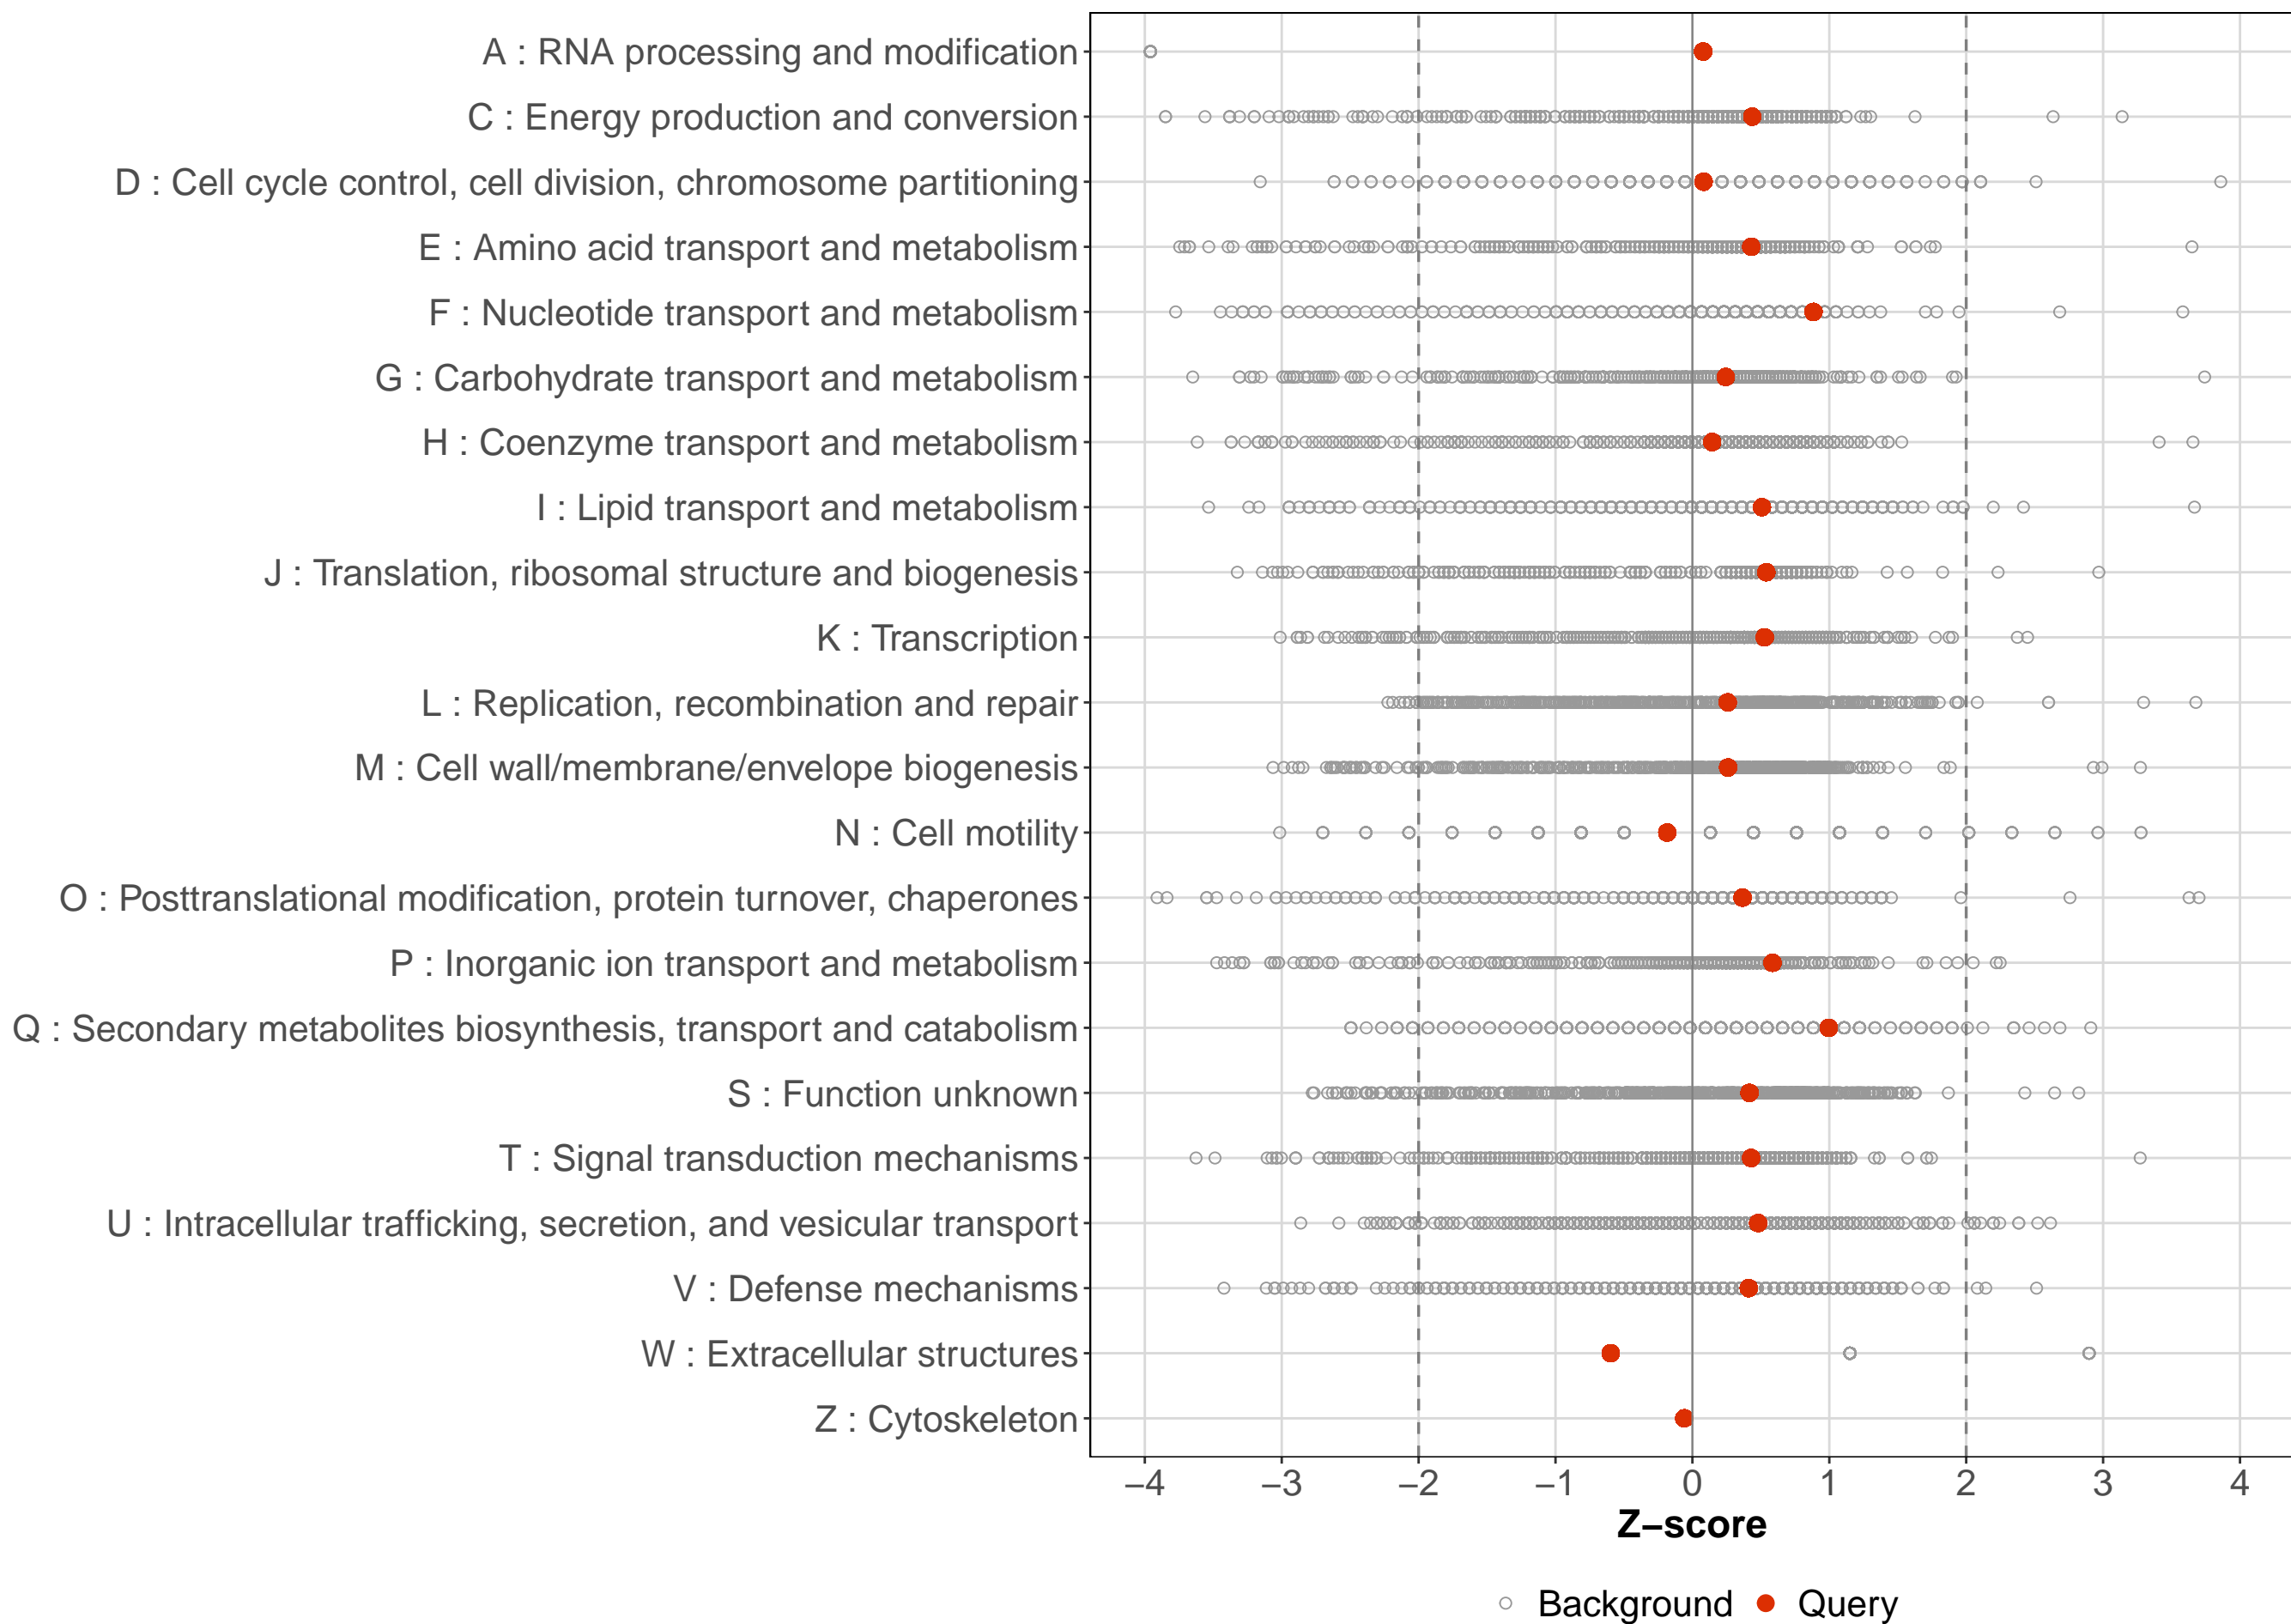 A : RNA processing and modification
C : Energy production and conversion
D : Cell cycle control, cell division, chromosome partitioning
E : Amino acid transport and metabolism
F : Nucleotide transport and metabolism
G : Carbohydrate transport and metabolism
H : Coenzyme transport and metabolism
I : Lipid transport and metabolism
J : Translation, ribosomal structure and biogenesis
K : Transcription
L : Replication, recombination and repair
M : Cell wall/membrane/envelope biogenesis
N : Cell motility
O : Posttranslational modification, protein turnover, chaperones
P : Inorganic ion transport and metabolism
Q : Secondary metabolites biosynthesis, transport and catabolism
S : Function unknown
T : Signal transduction mechanisms
U : Intracellular trafficking, secretion, and vesicular transport
V : Defense mechanisms
W : Extracellular structures
Z : Cytoskeleton
−4 −3 −2 −1 0 1 2 3 4
Z−score
Background Query